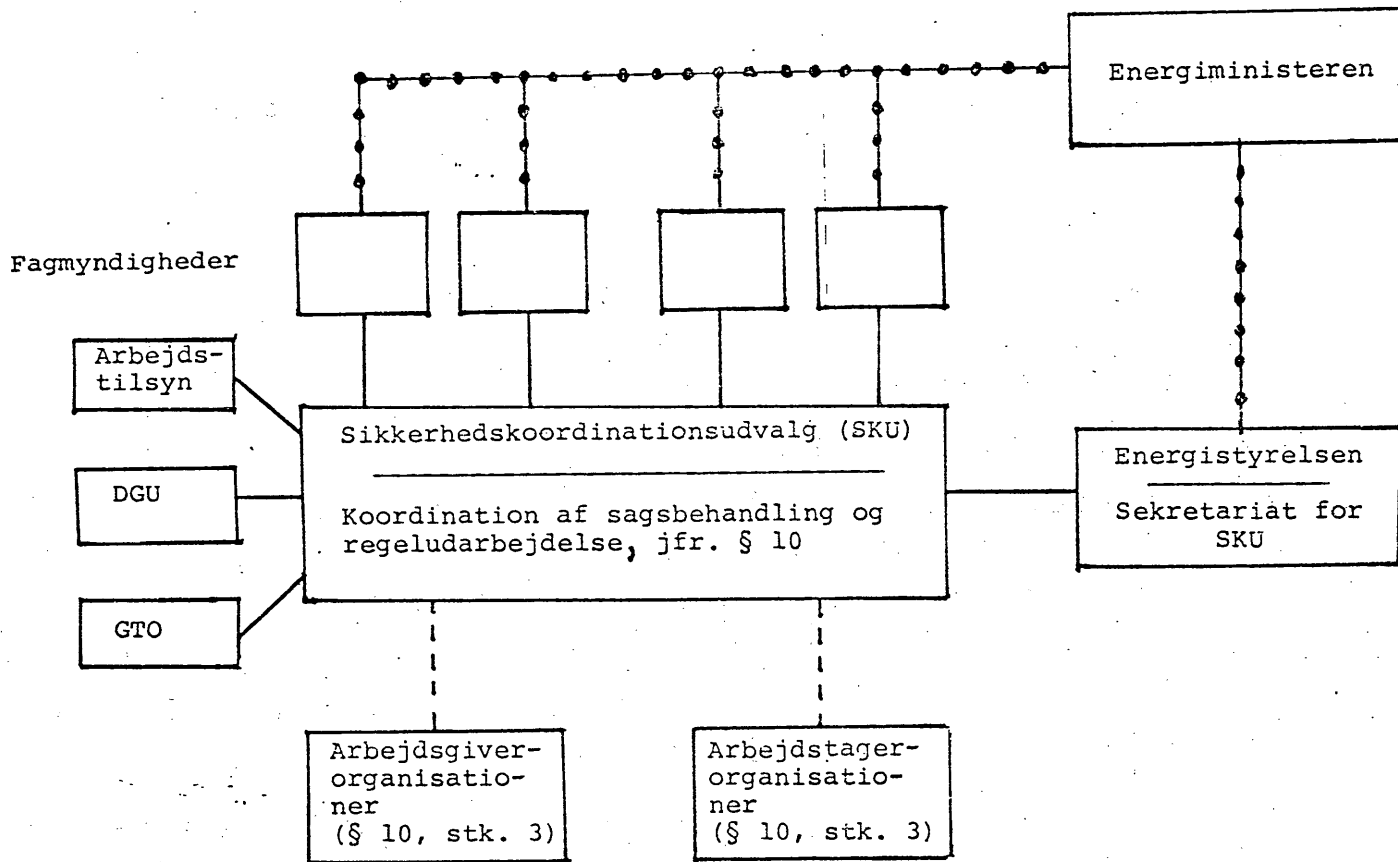 Energiministeren
Fagmyndigheder
Arbejds-
tilsyn
Sikkerhedskoordinationsudvalg (SKU)
Koordination af sagsbehandling og
regeludarbejdelse, jfr. § 10
DGU
GTO
Energistyrelsen
Sekretariat for
SKU
Arbejdsgiver-
organisatio-
ner
(§ 10, stk. 3)
Arbejdstager-
organisatio-
ner
(§ 10, stk. 3)